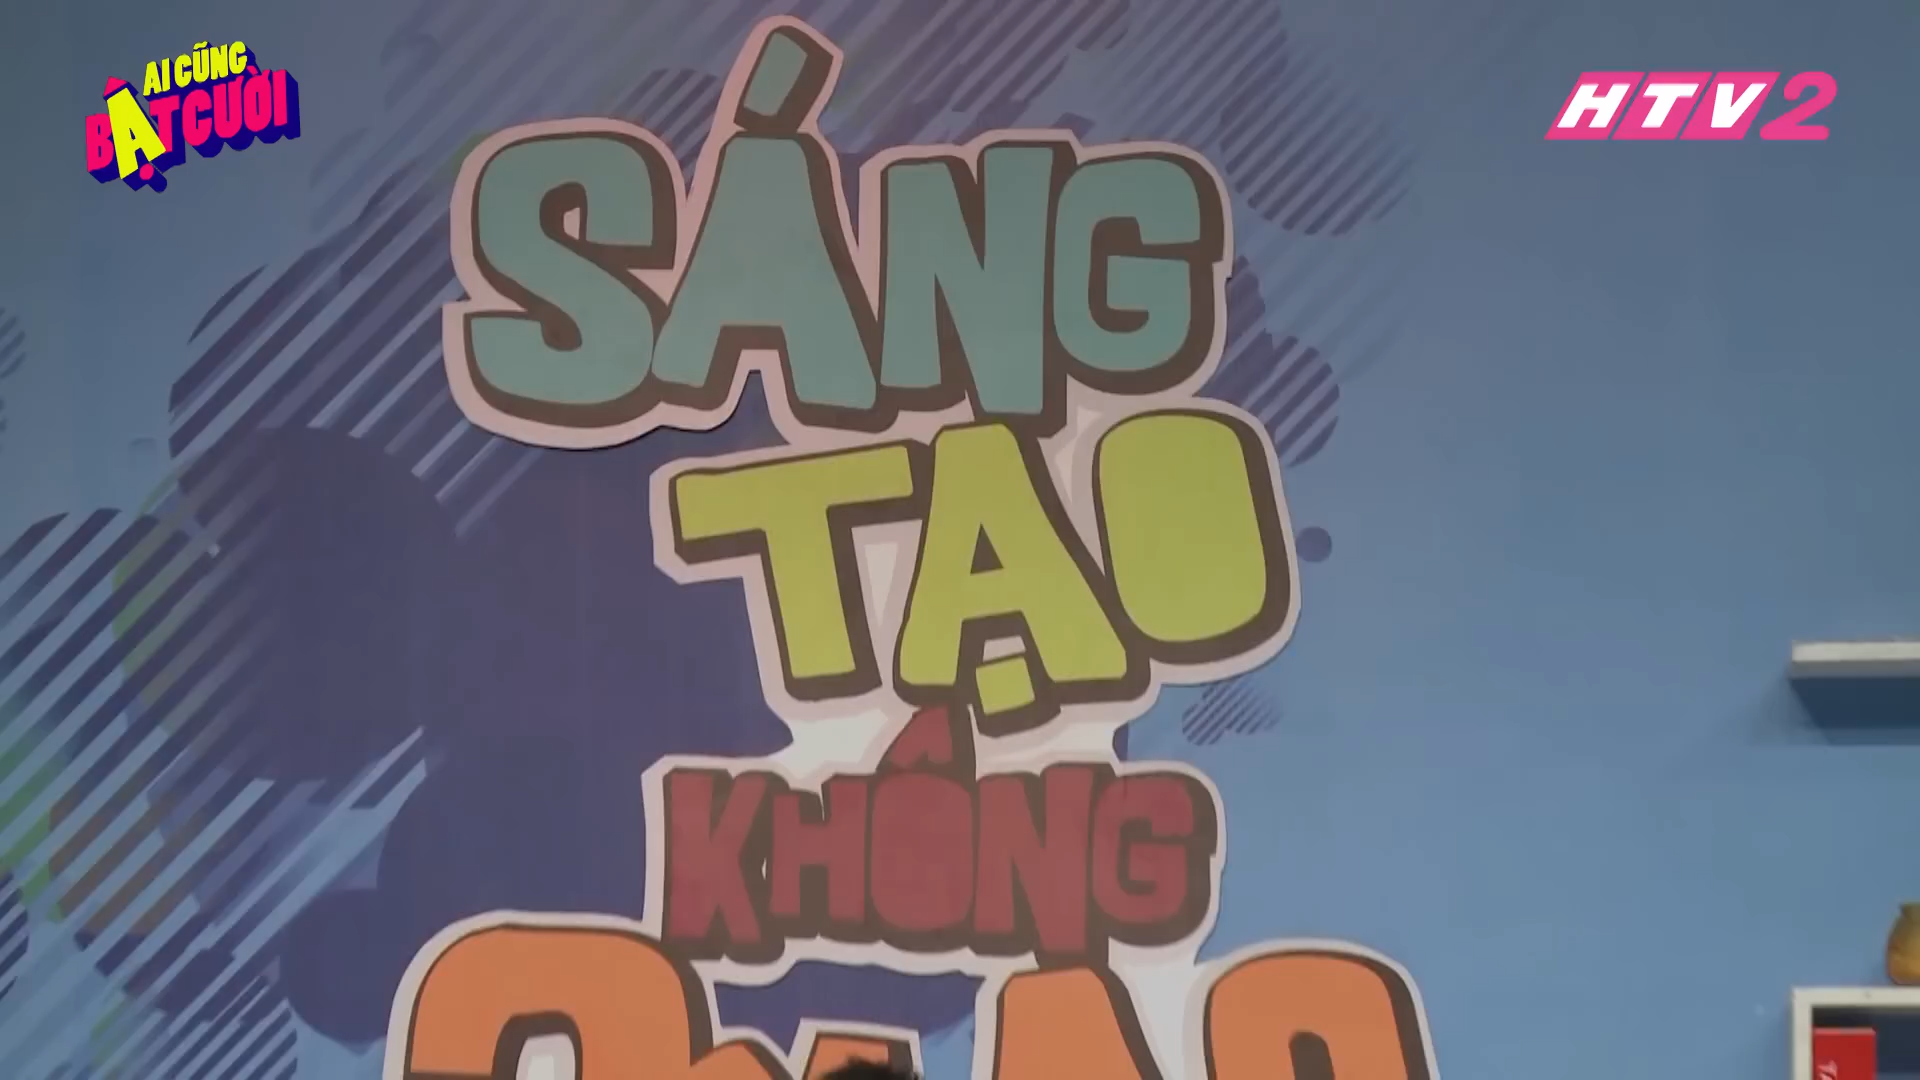 AI CŨNG
BẬT CƯỜI
HTV2
SÁNG
TẠO
KHÔNG